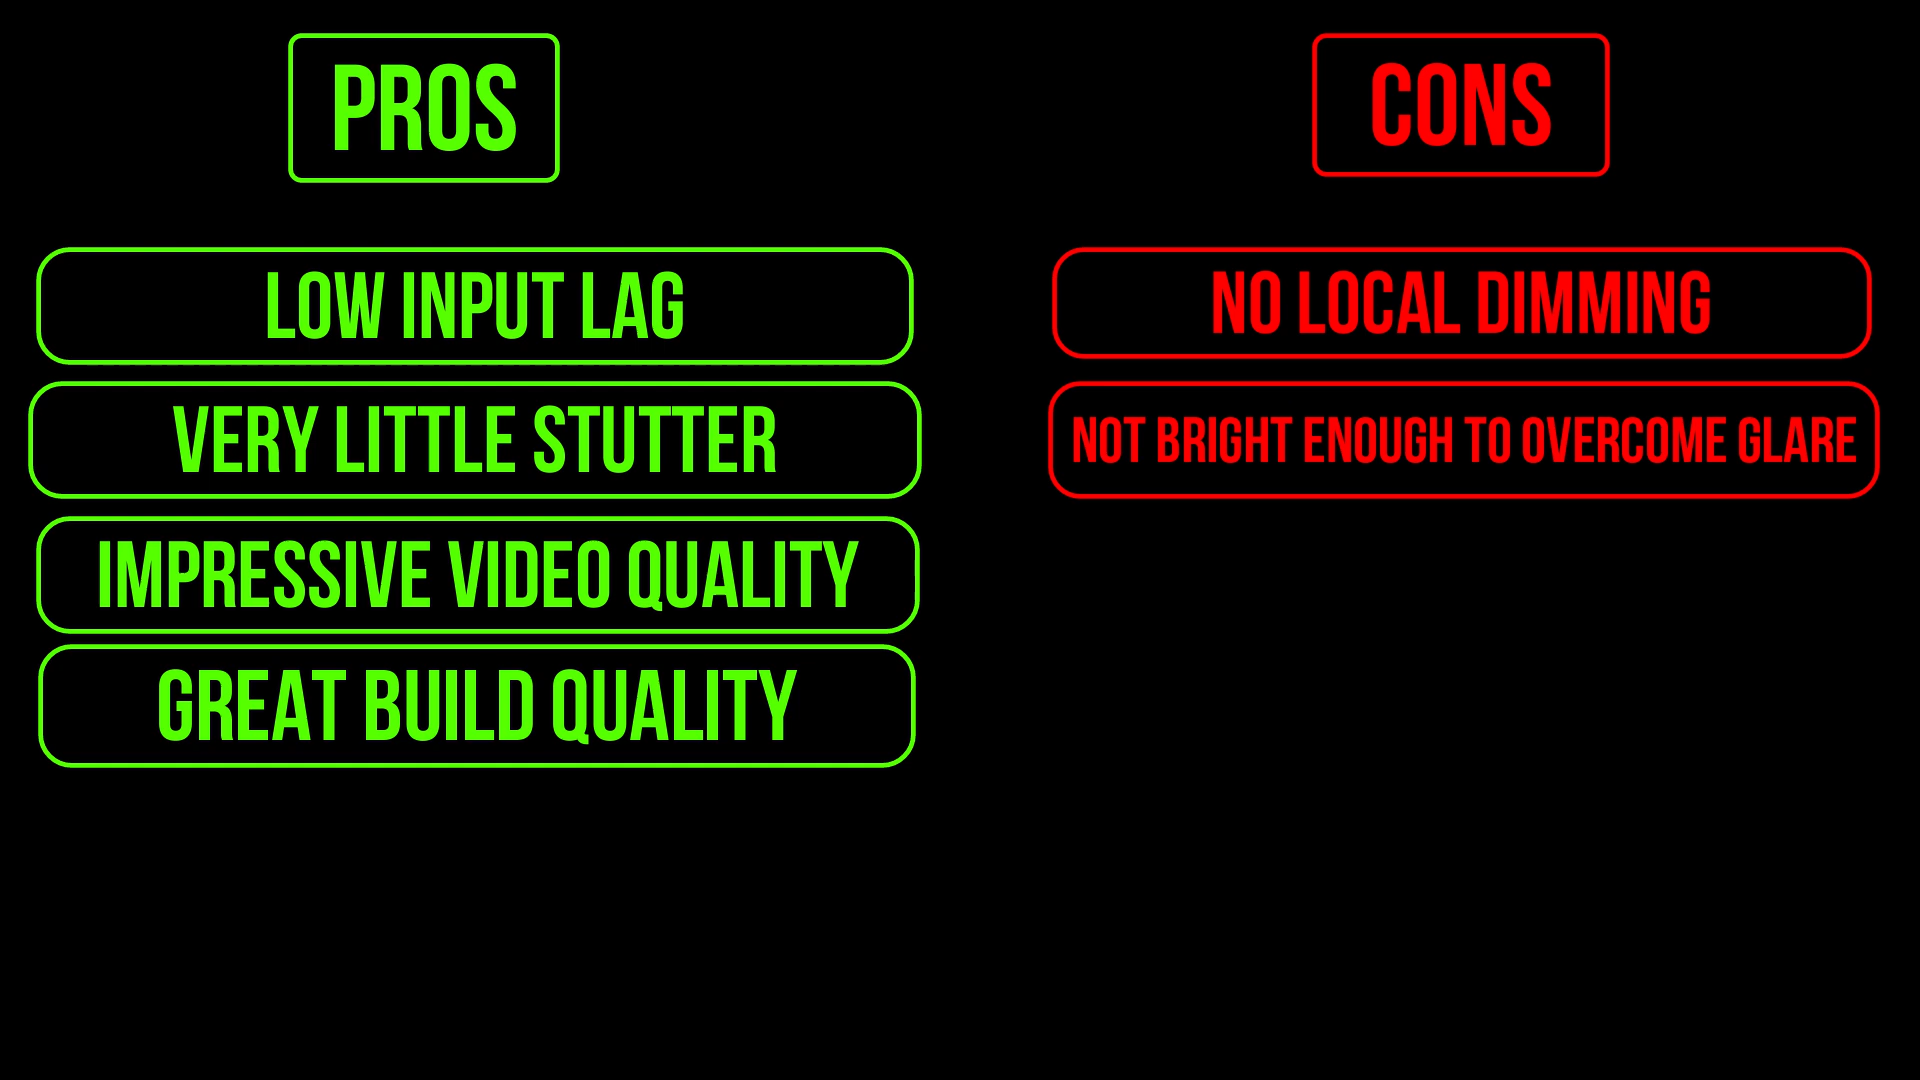 PROS
LOW INPUT LAG
VERY LITTLE STUTTER
IMPRESSIVE VIDEO QUALITY
GREAT BUILD QUALITY
CONS
NO LOCAL DIMMING
NOT BRIGHT ENOUGH TO OVERCOME GLARE